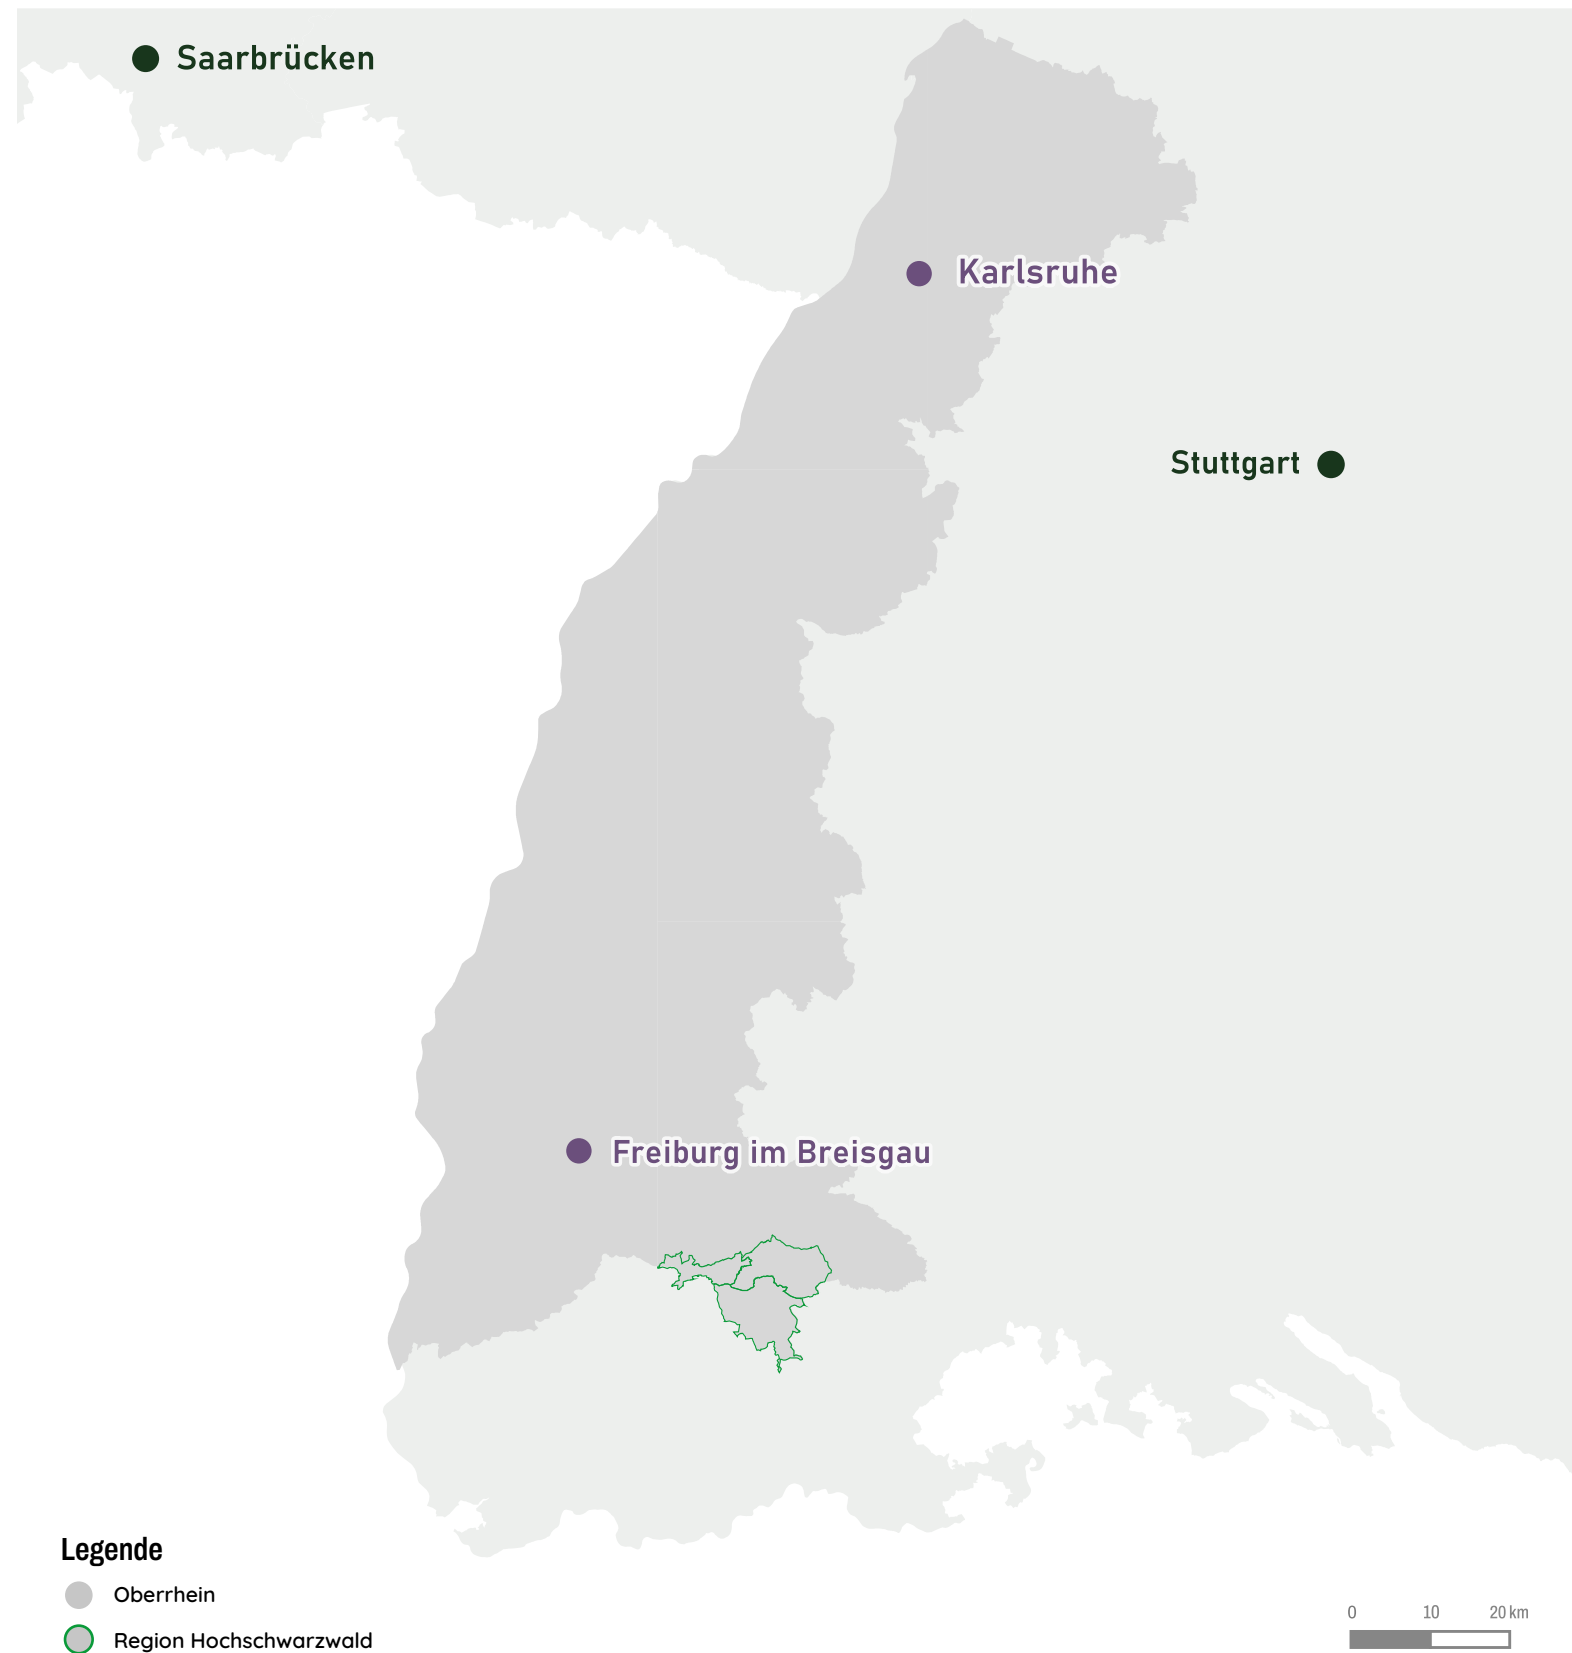 Saarbrücken
Karlsruhe
Stuttgart
Freiburg im Breisgau
Legende
Oberrhein
Region Hochschwarzwald
0 10 20 km